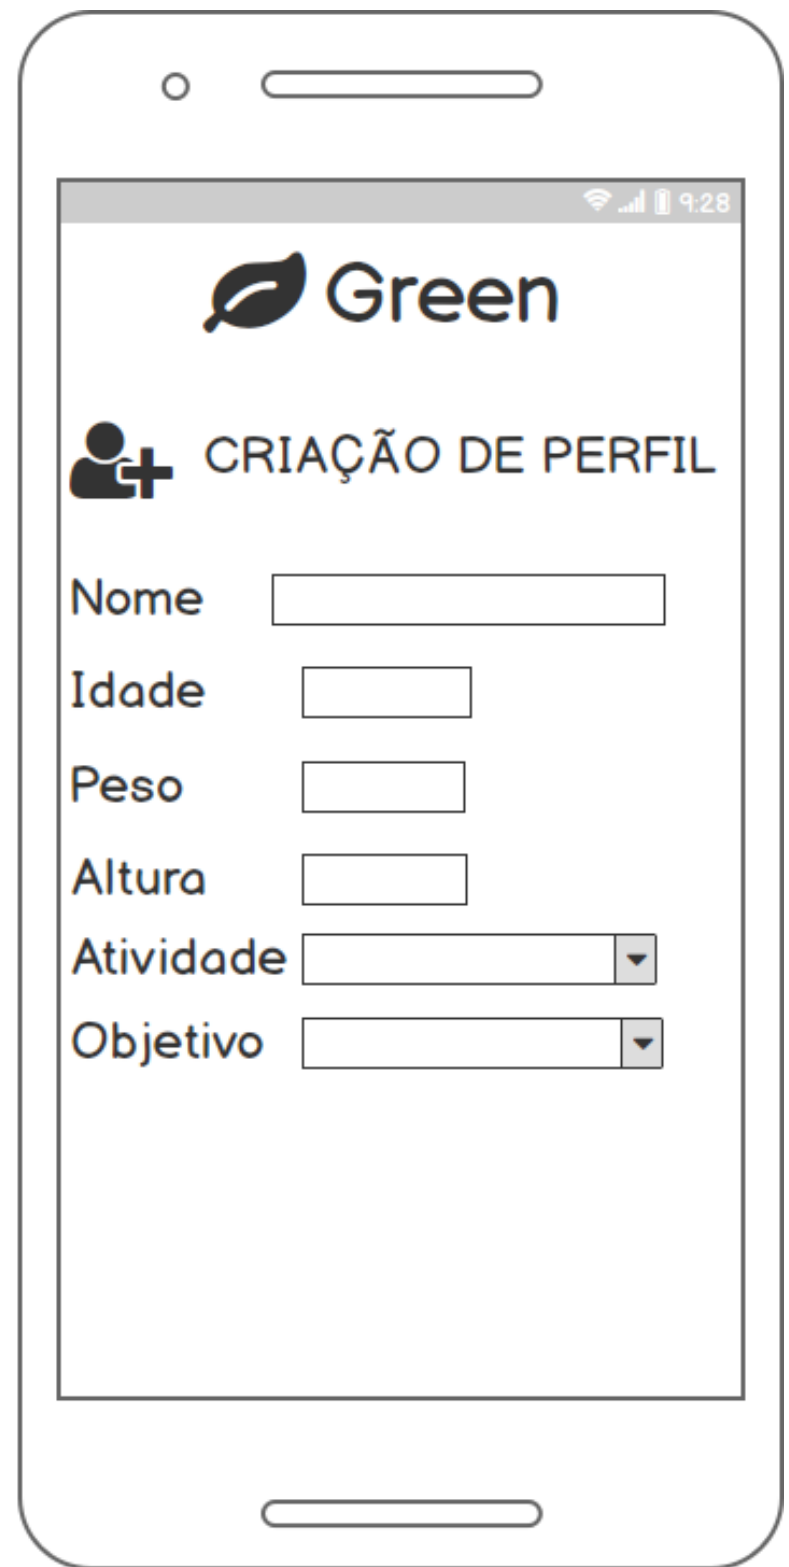 9:28
Green
CRIAÇÃO DE PERFIL
Nome
Idade
Peso
Altura
Atividade
Objetivo